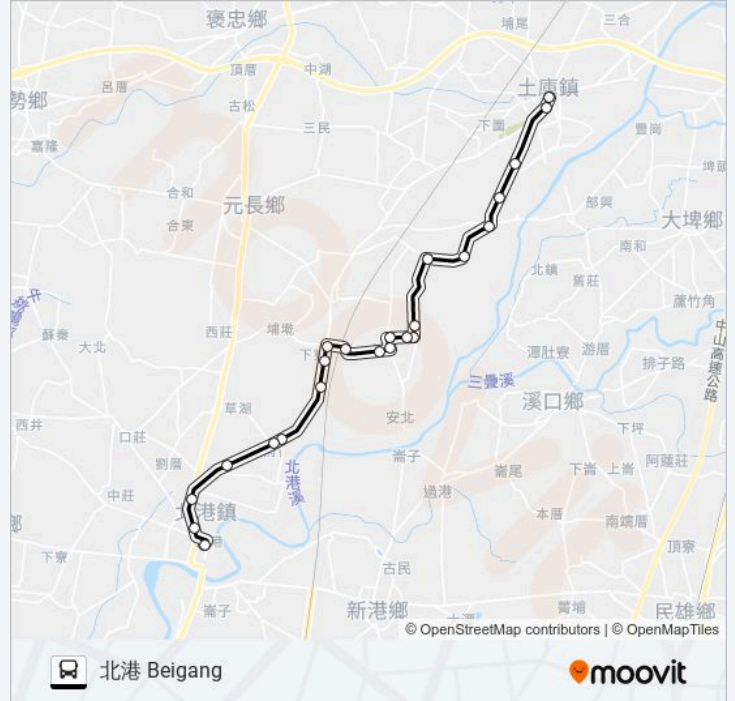 褒忠鄉
埔尾
三合
頂厝
中湖
呂厝
土庫鎮
勢鄉
古松
三民
下圍
豐崗
嘉隆
合和
元長鄉
部興
大埤鄉
合東
南和
北鎮
舊莊
蘆竹角
蘇秦
大北
西莊
埔墘
中山高速公路
潭肚寮
游厝
排子路
三疊溪
溪口鄉
西井
草湖
安北
口莊
下坪
劉厝
崙子
北港溪
崙尾
下崙
上崙
阿蓮莊
中莊
過港
北港鎮
本厝
南靖厝
下寮
頂寮
古民
崙子
新港鄉
菁埔
民雄鄉
© OpenStreetMap contributors | © OpenMapTiles
北港 Beigang
moovit